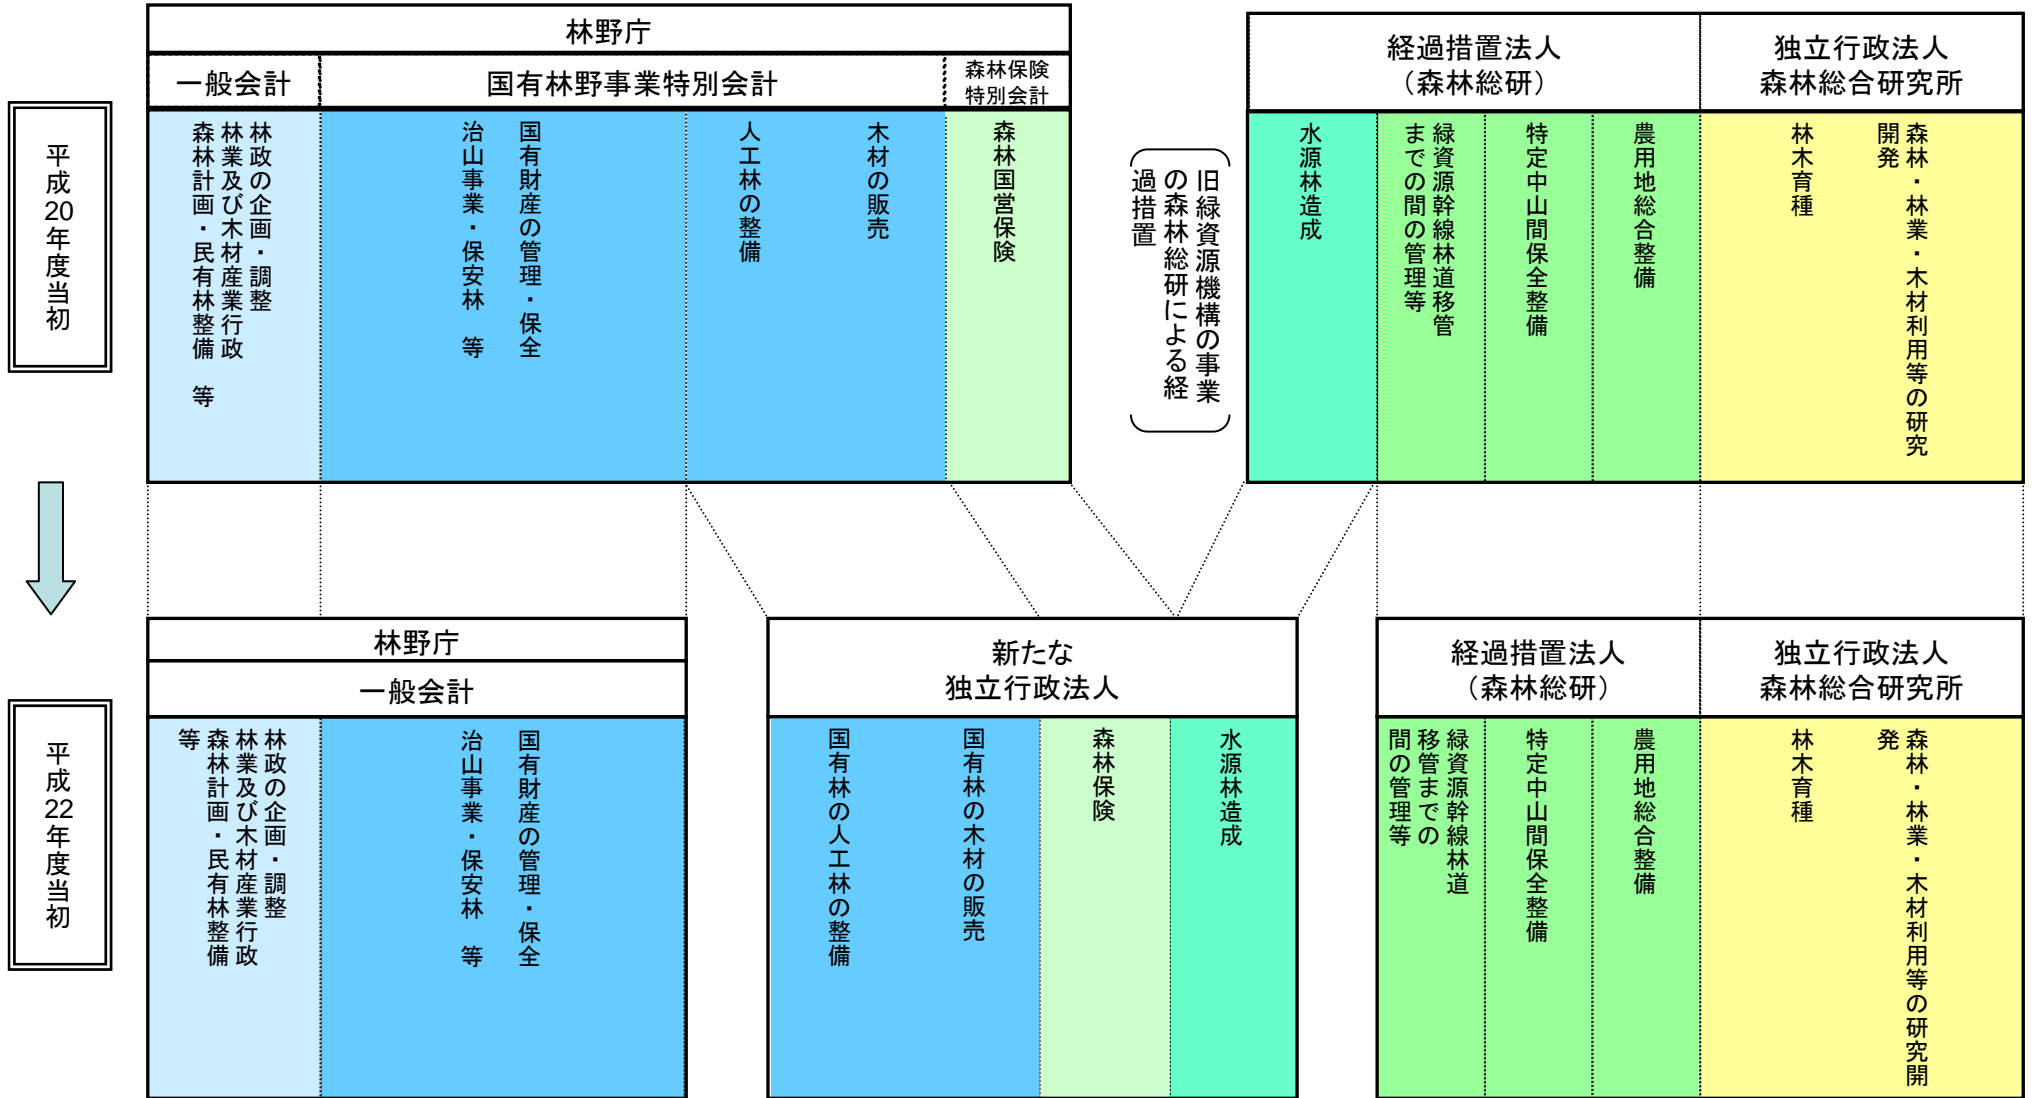 林野庁
一般会計
国有林野事業特別会計
森林保険
特別会計
経過措置法人
（森林総研）
独立行政法人
森林総合研究所
平成20年度当初
林政の企画・調整
林業及び木材産業行政
森林計画・民有林整備　等
国有財産の管理・保全
治山事業・保安林　等
木材の販売
人工林の整備
森林国営保険
旧緑資源機構の事業
の森林総研による経
過措置
水源林造成
緑資源幹線林道移管
までの間の管理等
特定中山間保全整備
農用地総合整備
森林・林業・木材利用等の研究
開発
林木育種
平成22年度当初
林野庁
一般会計
新たな
独立行政法人
経過措置法人
（森林総研）
独立行政法人
森林総合研究所
林政の企画・調整
林業及び木材産業行政
森林計画・民有林整備
等
国有財産の管理・保全
治山事業・保安林　等
国有林の木材の販売
国有林の人工林の整備
森林保険
水源林造成
緑資源幹線林道
移管までの
間の管理等
特定中山間保全整備
農用地総合整備
森林・林業・木材利用等の研究開
発
林木育種